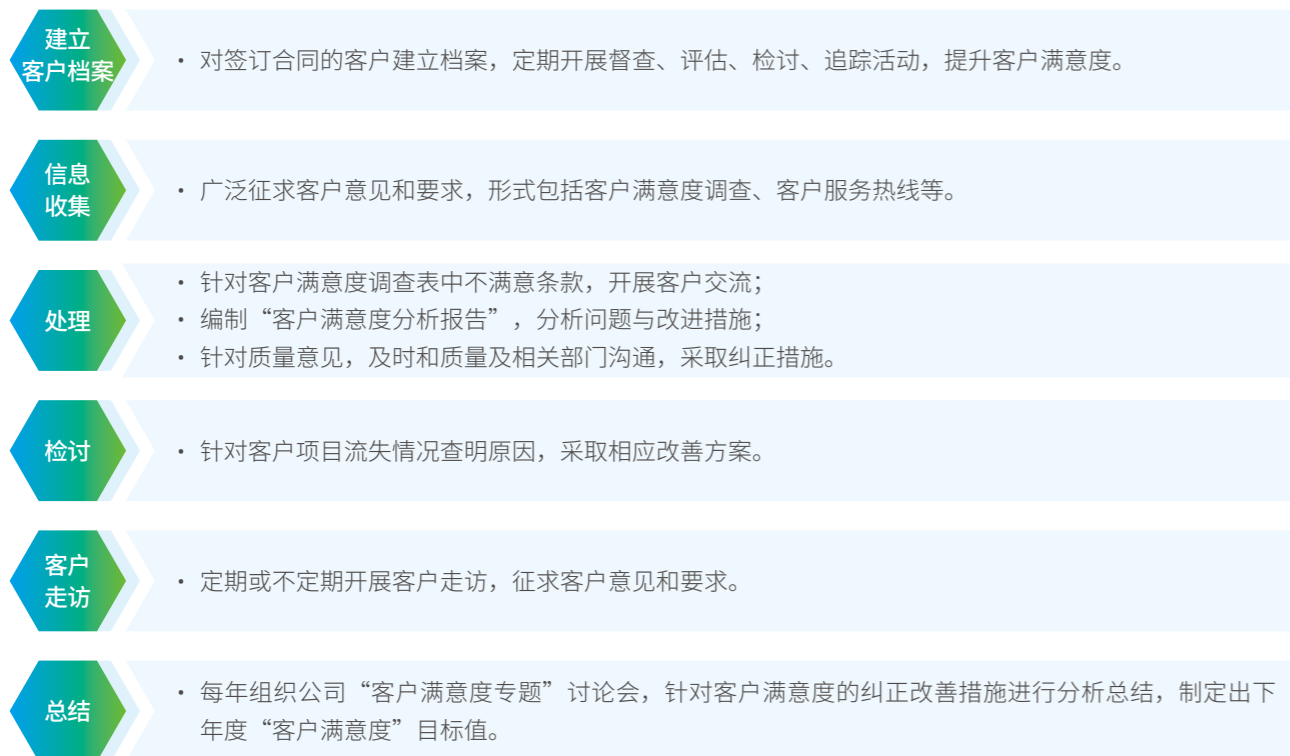 建立
客户档案
· 对签订合同的客户建立档案，定期开展督查、评估、检讨、追踪活动，提升客户满意度。
信息
收集
· 广泛征求客户意见和要求，形式包括客户满意度调查、客户服务热线等。
处理
· 针对客户满意度调查表中不满意条款，开展客户交流；
· 编制“客户满意度分析报告”，分析问题与改进措施；
· 针对质量意见，及时和质量及相关部门沟通，采取纠正措施。
检讨
· 针对客户项目流失情况查明原因，采取相应改善方案。
客户
走访
· 定期或不定期开展客户走访，征求客户意见和要求。
总结
· 每年组织公司“客户满意度专题”讨论会，针对客户满意度的纠正改善措施进行分析总结，制定出下
年度“客户满意度”目标值。